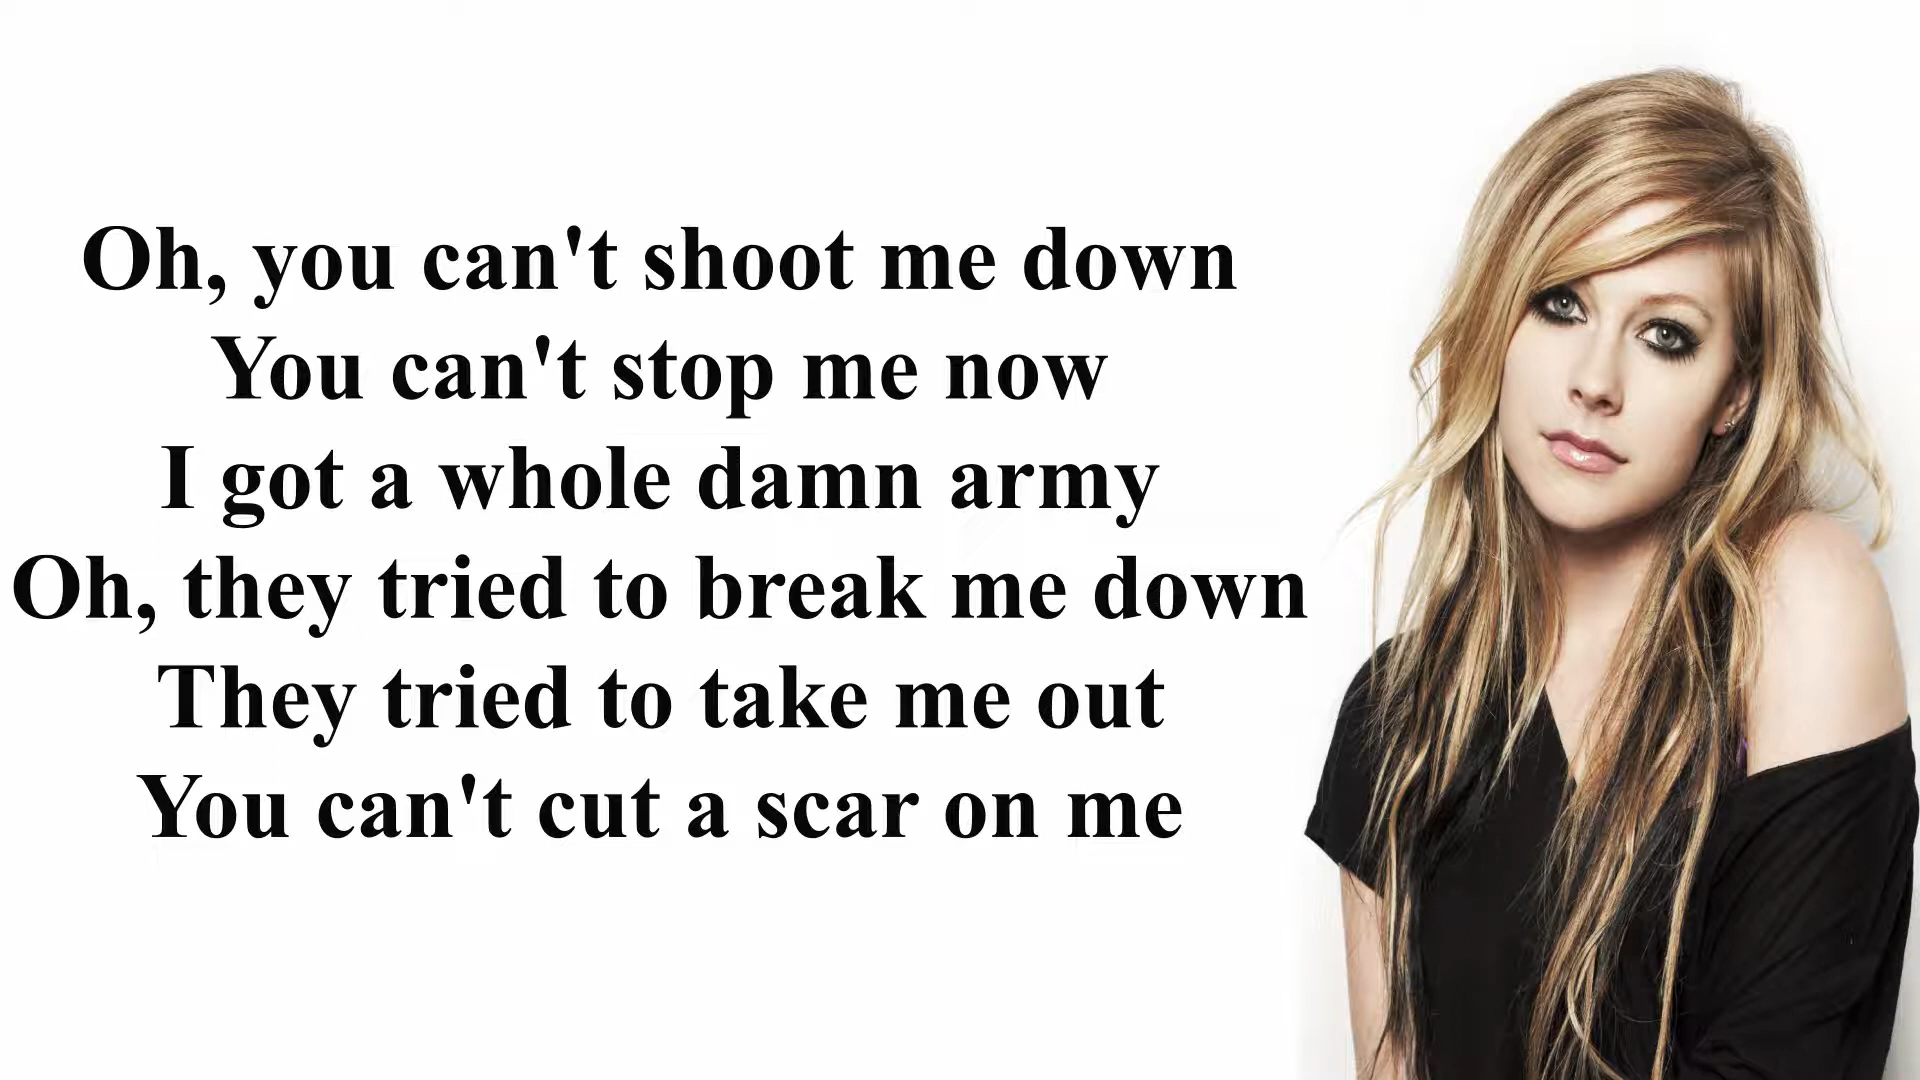 Oh, you can't shoot me down
You can't stop me now
I got a whole damn army
Oh, they tried to break me down
They tried to take me out
You can't cut a scar on me